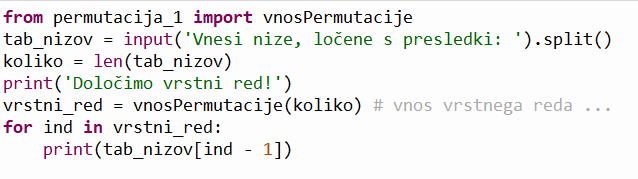 from permutacija_1 import vnosPermutacije
tab_nizov = input('Vnesi nize, ločene s presledki: ').split()
koliko = len(tab_nizov)
print('Določimo vrstni red!')
vrstni_red = vnosPermutacije(koliko) # vnos vrstnega reda ...
for ind in vrstni_red:
    print(tab_nizov[ind - 1])